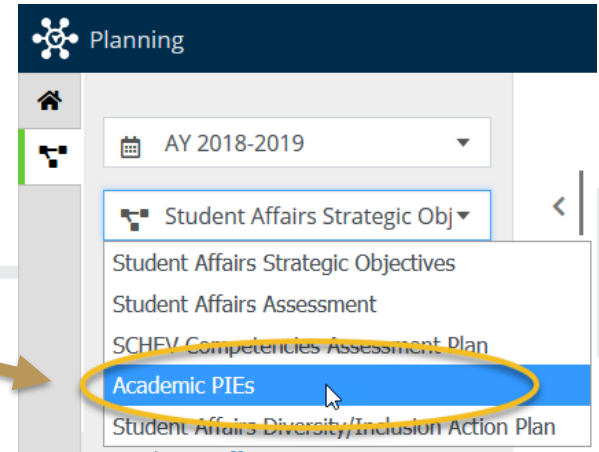 Planning
AY 2018-2019
Student Affairs Strategic Obj
Student Affairs Strategic Objectives
Student Affairs Assessment
SCHEV Competencies Assessment Plan
Academic PIEs
Student Affairs Diversity/Inclusion Action Plan